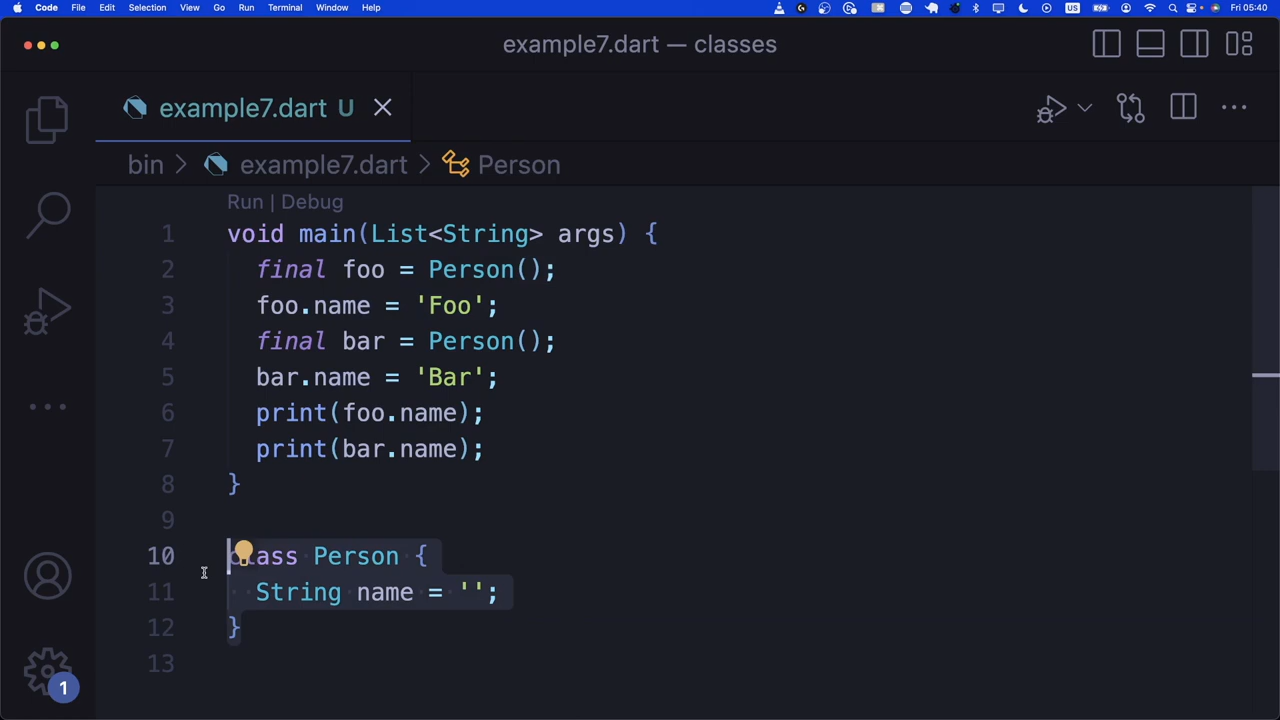 Code File Edit Selection View Go Run Terminal Window Help US Fri 05:40
example7.dart — classes
example7.dart U
bin > example7.dart > Person
Run | Debug
1 void main(List<String> args) {
2 final foo = Person();
3 foo.name = 'Foo';
4 final bar = Person();
5 bar.name = 'Bar';
6 print(foo.name);
7 print(bar.name);
8 }
9
10 class Person {
11 String name = '';
12 }
13
1